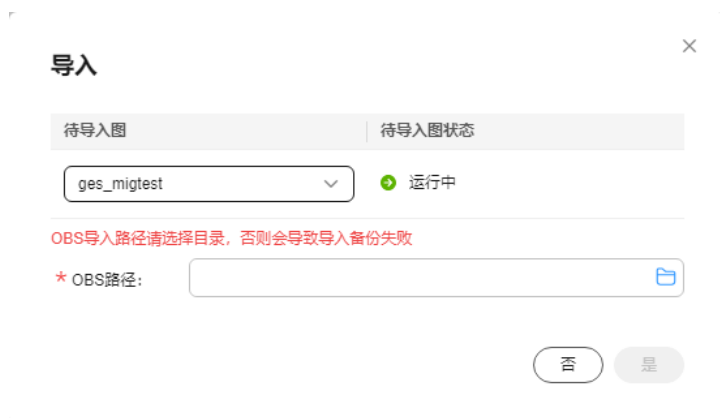 导入
待导入图 待导入图状态
ges_migtest 运行中
OBS导入路径请选择目录，否则会导致导入备份失败
* OBS路径：
否 是